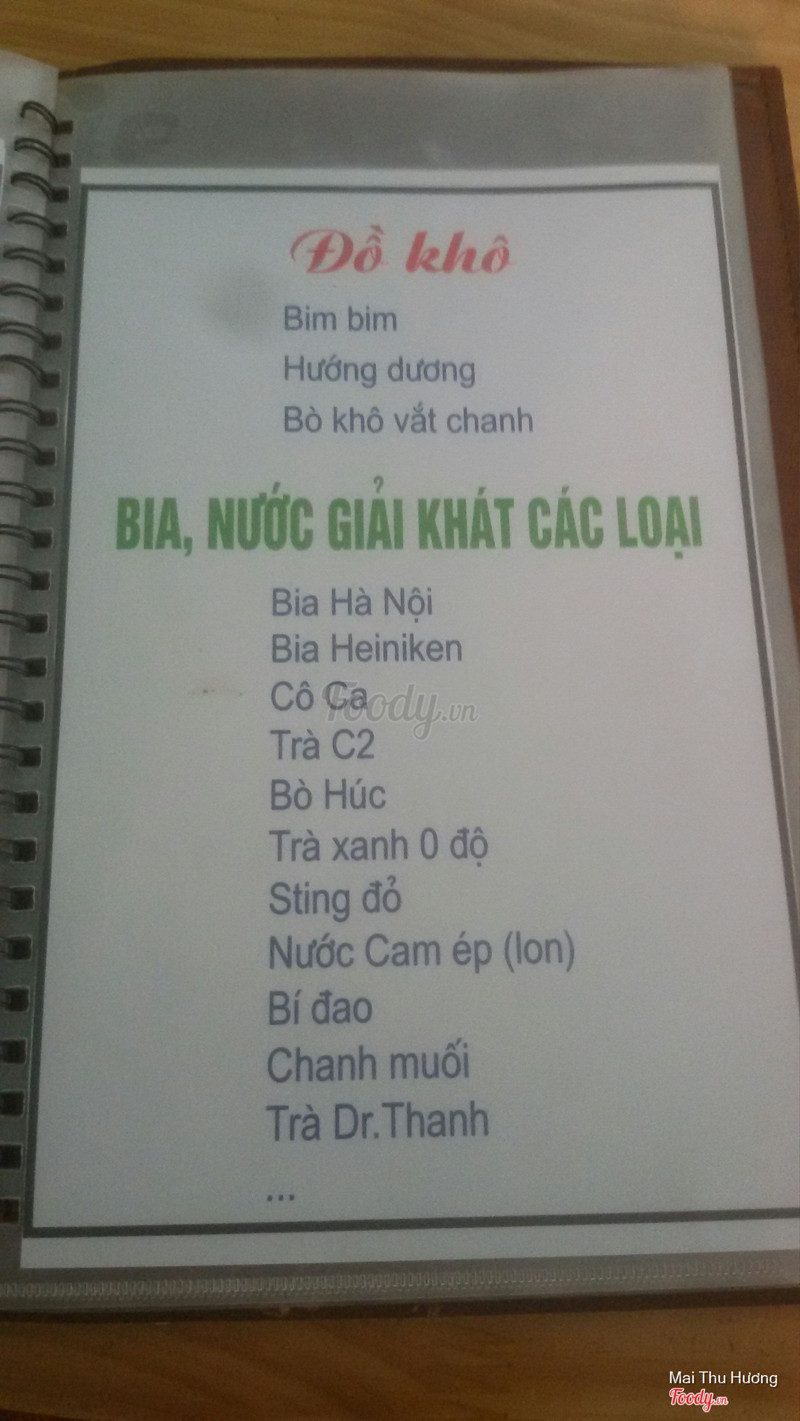 Đồ khô
Bim bim
Hướng dương
Bò khô vắt chanh
BIA, NƯỚC GIẢI KHÁT CÁC LOẠI
Bia Hà Nội
Bia Heiniken
Cô Ca
Foody.vn
Trà C2
Bò Húc
Trà xanh 0 độ
Sting đỏ
Nước Cam ép (lon)
Bí đao
Chanh muối
Trà Dr.Thanh
...
Mai Thu Hương
Foody.vn